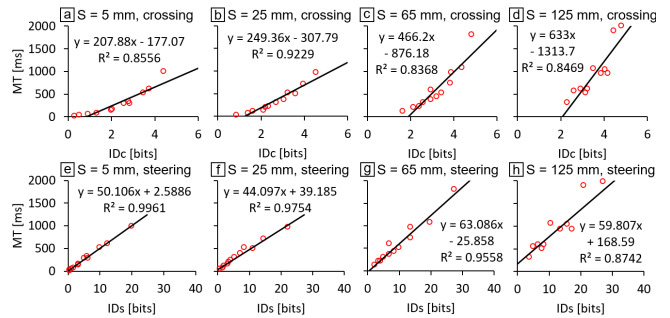 a S = 5 mm, crossing
b S = 25 mm, crossing
c S = 65 mm, crossing
d S = 125 mm, crossing
MT [ms]
2000
1500
1000
500
0
y = 207.88x - 177.07
R² = 0.8556
y = 249.36x - 307.79
R² = 0.9229
y = 466.2x
- 876.18
R² = 0.8368
y = 633x
- 1313.7
R² = 0.8469
0 2 4 6
0 2 4 6
0 2 4 6
0 2 4 6
IDc [bits]
IDc [bits]
IDc [bits]
IDc [bits]
e S = 5 mm, steering
f S = 25 mm, steering
g S = 65 mm, steering
h S = 125 mm, steering
MT [ms]
2000
1500
1000
500
0
y = 50.106x + 2.5886
R² = 0.9961
y = 44.097x + 39.185
R² = 0.9754
y = 63.086x
- 25.858
R² = 0.9558
y = 59.807x
+ 168.59
R² = 0.8742
0 10 20 30 40
0 10 20 30 40
0 10 20 30 40
0 10 20 30 40
IDs [bits]
IDs [bits]
IDs [bits]
IDs [bits]